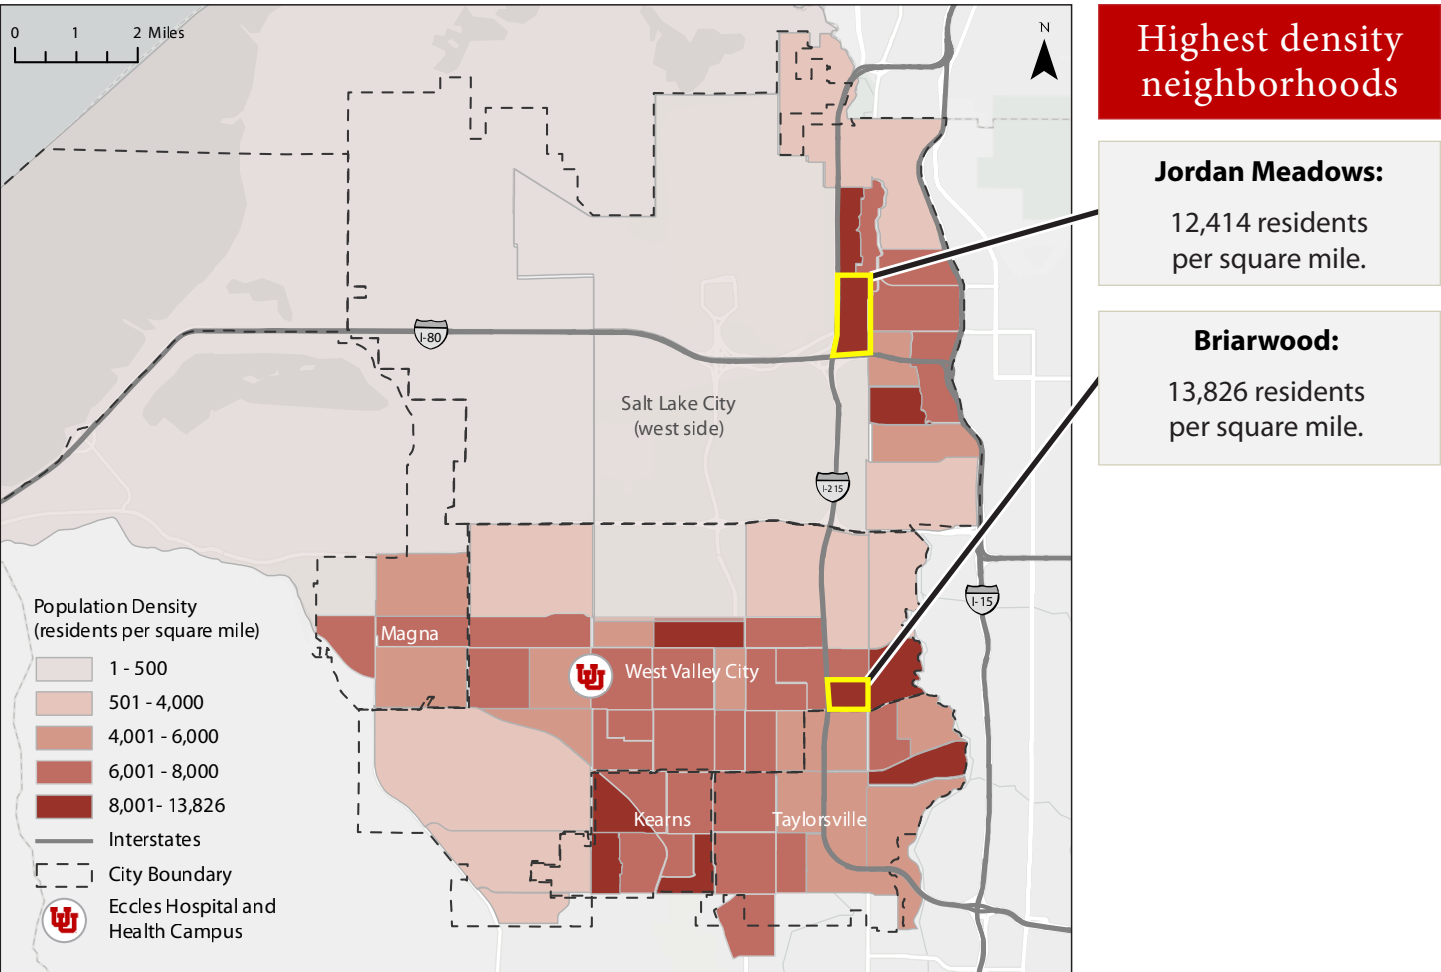 0 1 2 Miles
N
Highest density
neighborhoods
Jordan Meadows:
12,414 residents
per square mile.
Briarwood:
13,826 residents
per square mile.
I-80
Salt Lake City
(west side)
I-215
I-15
Population Density
(residents per square mile)
1 - 500
501 - 4,000
4,001 - 6,000
6,001 - 8,000
8,001- 13,826
Interstates
City Boundary
Eccles Hospital and
Health Campus
U
Magna
U
West Valley City
Kearns
Taylorsville